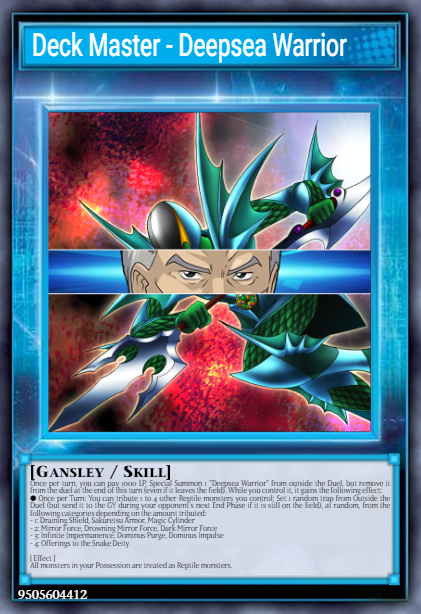 Deck Master - Deepsea Warrior
[Gansley / Skill]
Once per turn, you can pay 1000 LP, Special Summon 1 "Deepsea Warrior" from outside the Duel, but remove it
from the duel at the end of this turn (even if it leaves the field). While you control it, it gains the following effect:
● Once per Turn: You can tribute 1 to 4 other Reptile monsters you control; Set 1 random trap from Outside the
Duel (but send it to the GY during your opponent's next End Phase if it is still on the field), at random, from the
following categories depending on the amount tributed:
- 1: Draining Shield, Sakuretsu Armor, Magic Cylinder
- 2: Mirror Force, Drowning Mirror Force, Dark Mirror Force
- 3: Infinite Impermanence, Dominus Purge, Dominus Impulse
- 4: Offerings to the Snake Deity
[ Effect ]
All monsters in your Possession are treated as Reptile monsters.
9505604412